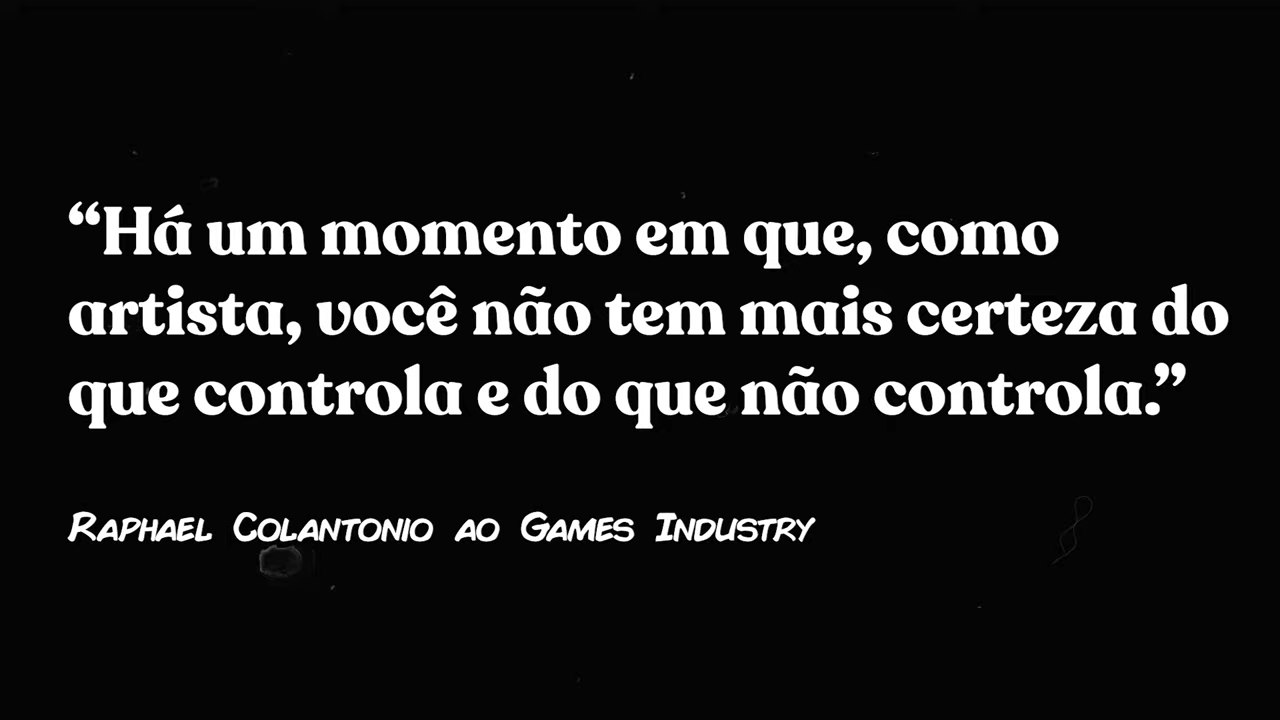 “Há um momento em que, como
artista, você não tem mais certeza do
que controla e do que não controla.”
Raphael Colantonio ao Games Industry